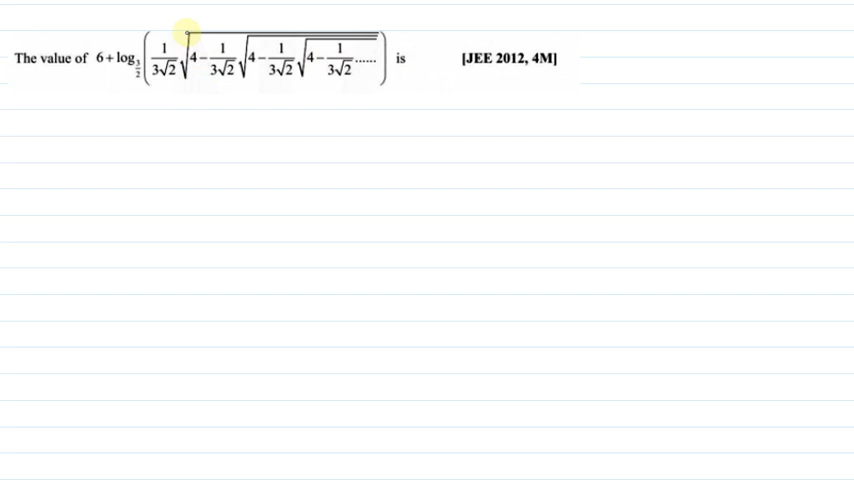 The value of 6 + log_{3/2} ( 1/(3√2) √(4 − 1/(3√2) √(4 − 1/(3√2) √(4 − 1/(3√2) ......))) ) is [JEE 2012, 4M]